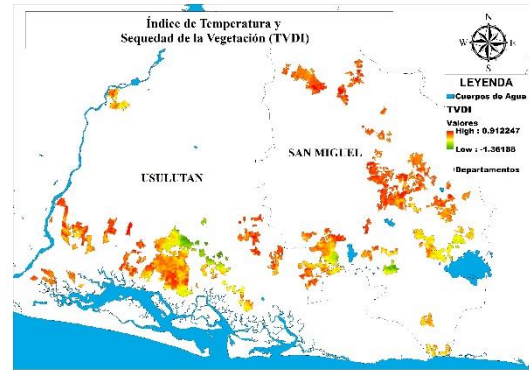 Índice de Temperatura y
Sequedad de la Vegetación (TVDI)
N
W E
S
LEYENDA
Cuerpos de Agua
TVDI
Valores
High : 0.912247
Low : -1.36188
Departamentos
SAN MIGUEL
USULUTAN